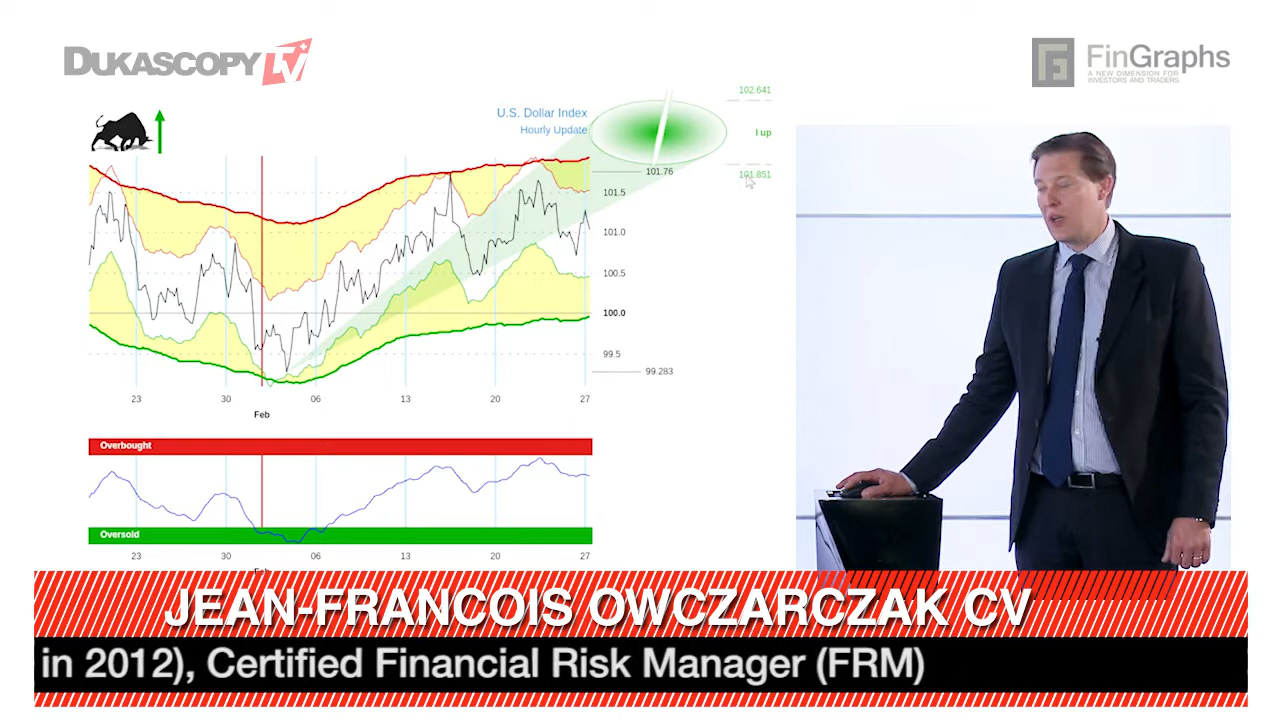 DUKASCOPY TV
FinGraphs
A NEW DIMENSION FOR
INVESTORS AND TRADERS
U.S. Dollar Index
Hourly Update
102.641
I up
101.851
101.76
101.5
101.0
100.5
100.0
99.5
99.283
23 30 06 13 20 27
Feb
Overbought
Oversold
23 30 06 13 20 27
Feb
JEAN-FRANCOIS OWCZARCZAK CV
in 2012), Certified Financial Risk Manager (FRM)